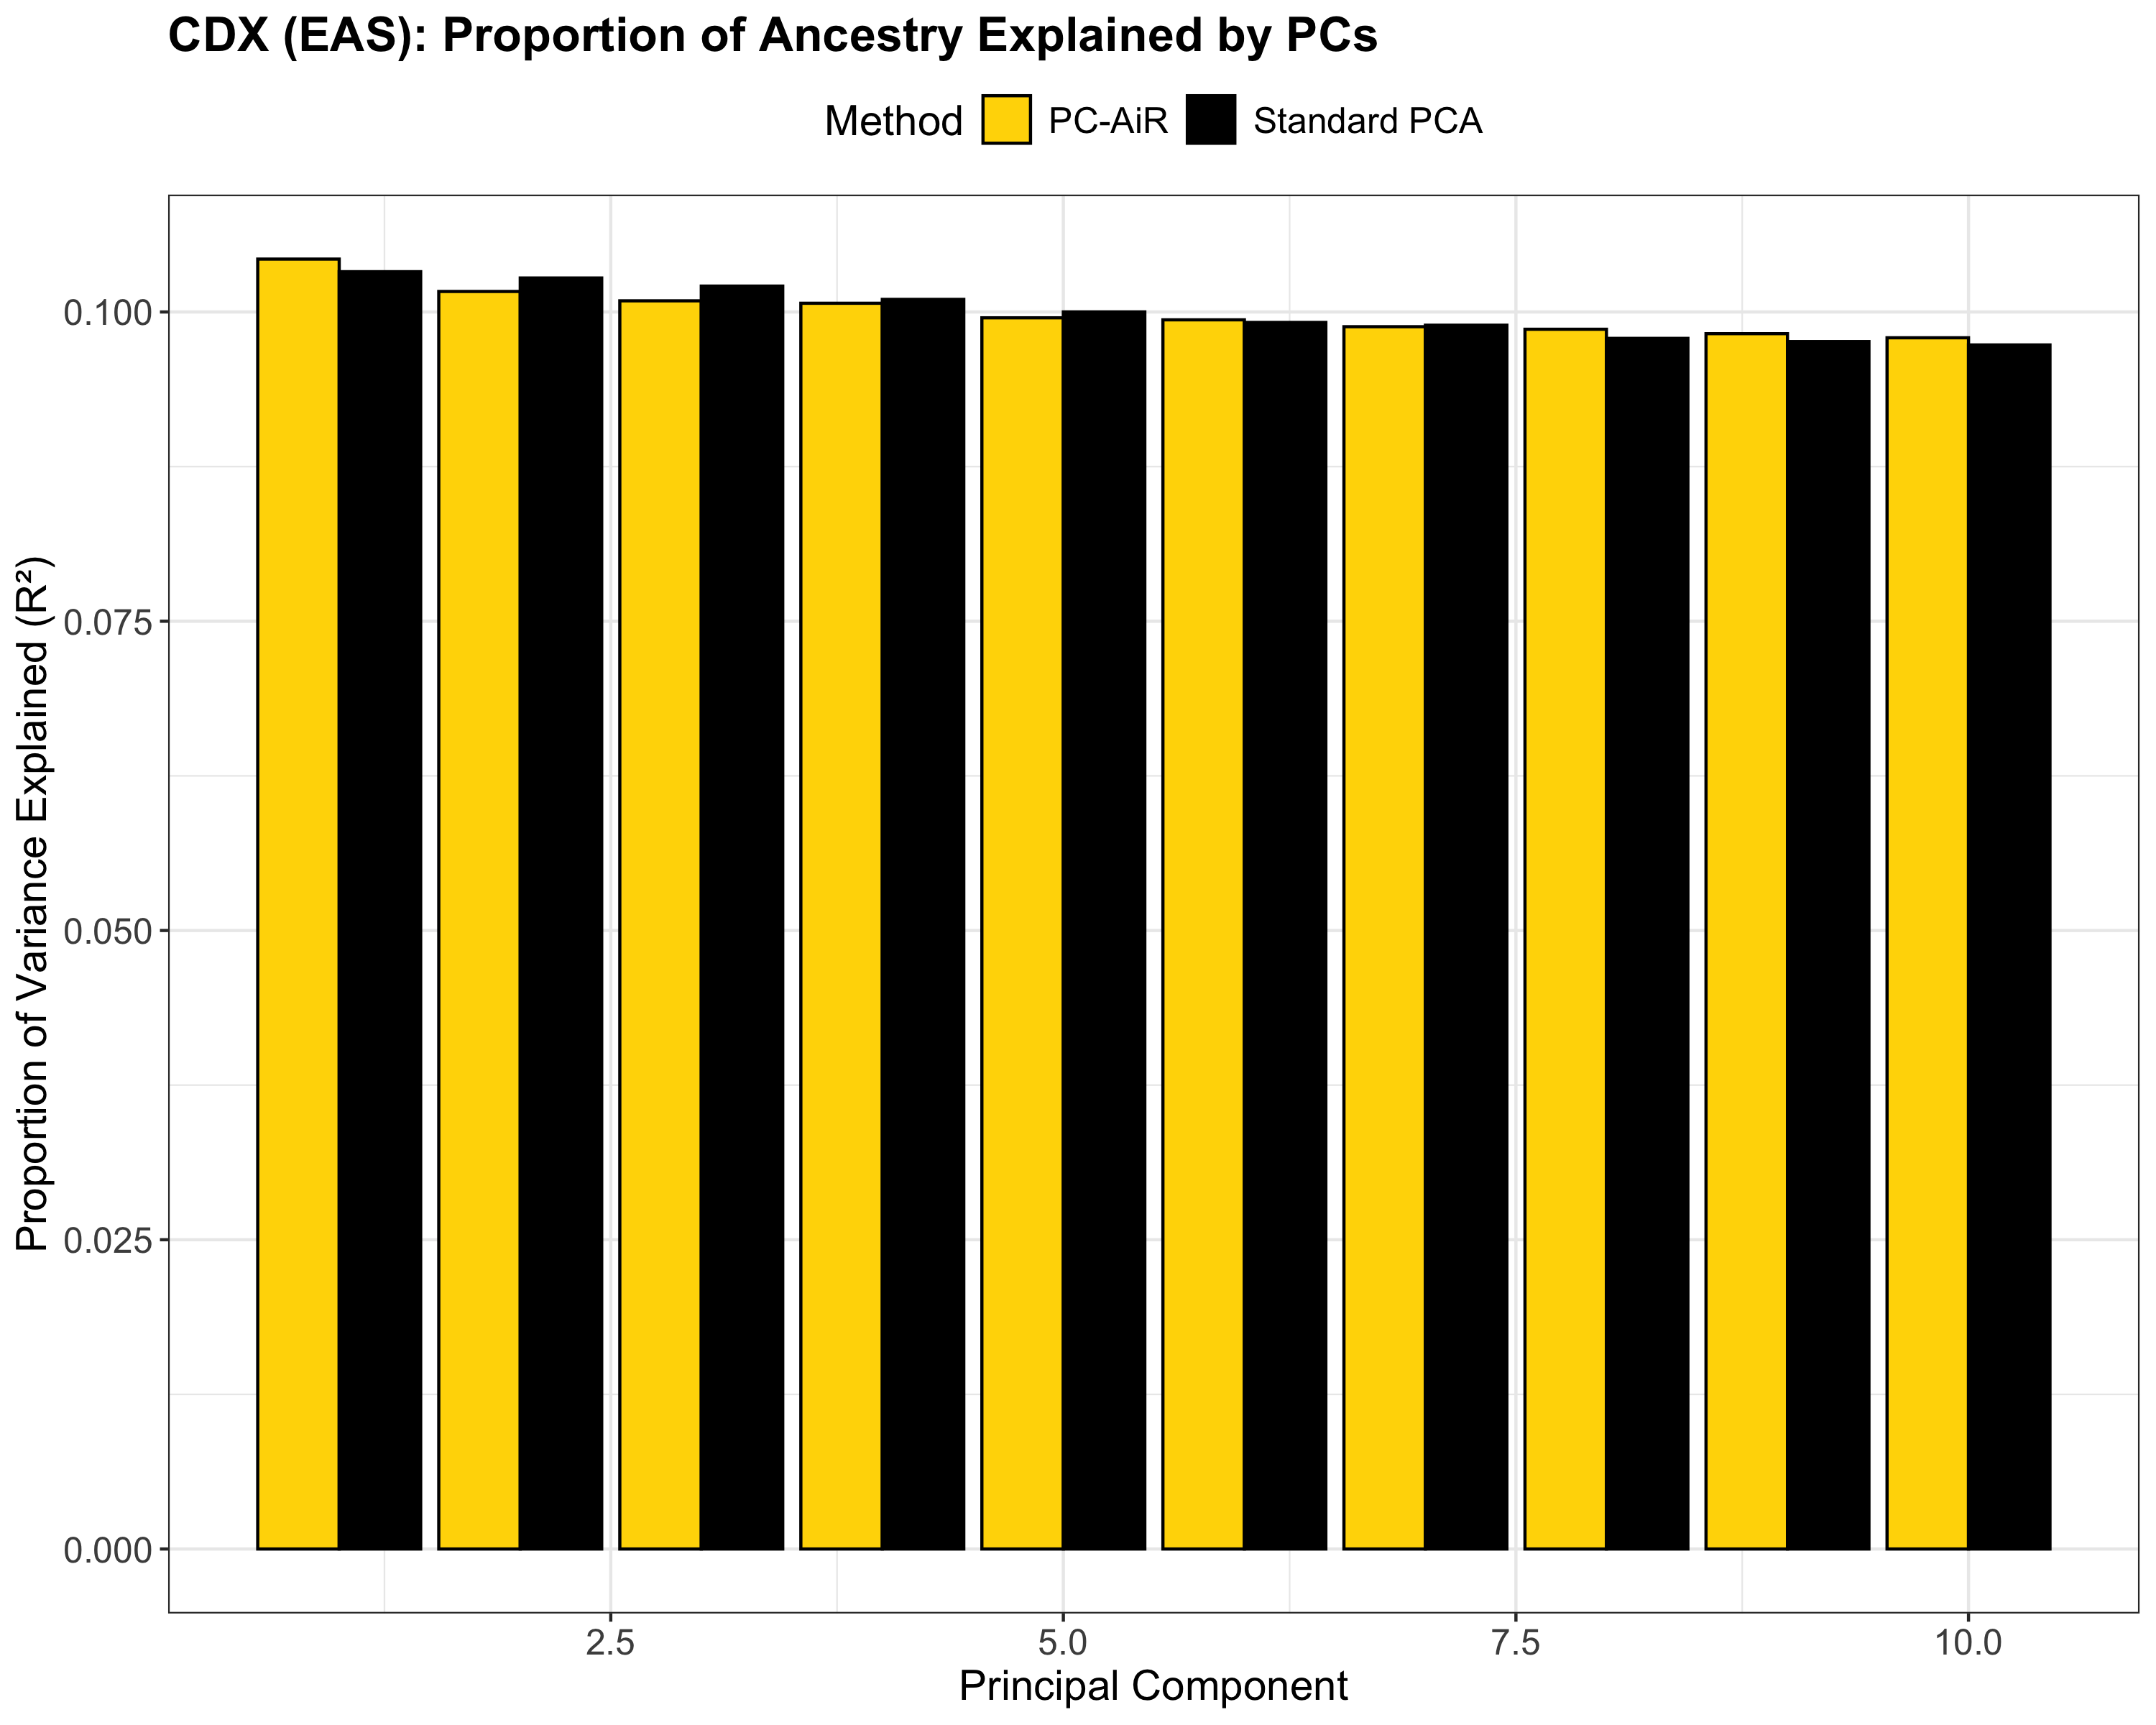 CDX (EAS): Proportion of Ancestry Explained by PCs
Method PC-AiR Standard PCA
Proportion of Variance Explained (R²)
0.100
0.075
0.050
0.025
0.000
2.5 5.0 7.5 10.0
Principal Component